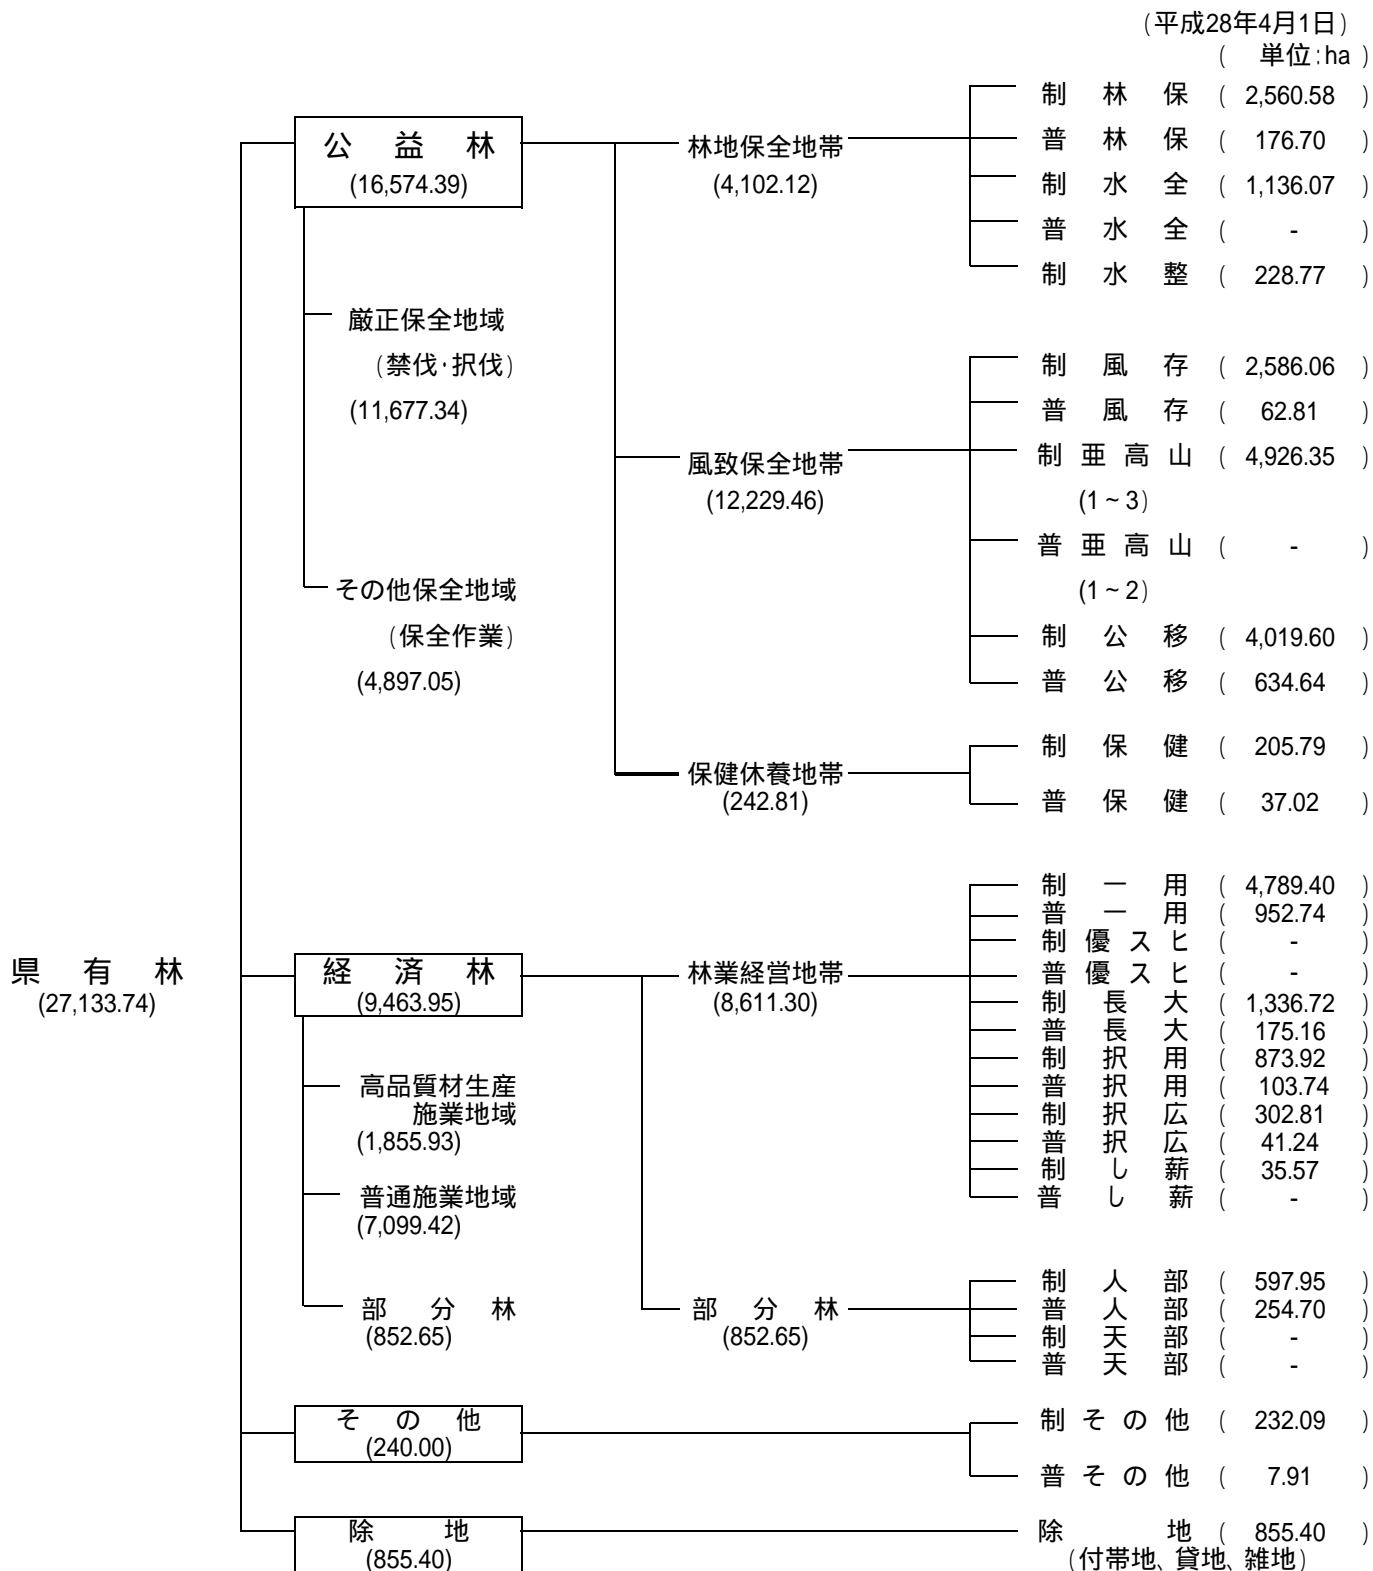 (平成28年4月1日)
( 単位:ha )
制 林 保 ( 2,560.58 )
公 益 林
(16,574.39)
林地保全地帯
(4,102.12)
普 林 保 ( 176.70 )
制 水 全 ( 1,136.07 )
普 水 全 ( - )
制 水 整 ( 228.77 )
厳正保全地域
(禁伐・択伐)
(11,677.34)
その他保全地域
(保全作業)
(4,897.05)
風致保全地帯
(12,229.46)
制 風 存 ( 2,586.06 )
普 風 存 ( 62.81 )
制 亜 高 山 ( 4,926.35 )
(1~3)
普 亜 高 山 ( - )
(1~2)
制 公 移 ( 4,019.60 )
普 公 移 ( 634.64 )
保健休養地帯
(242.81)
制 保 健 ( 205.79 )
普 保 健 ( 37.02 )
県 有 林
(27,133.74)
経 済 林
(9,463.95)
高品質材生産
施業地域
(1,855.93)
普通施業地域
(7,099.42)
部 分 林
(852.65)
林業経営地帯
(8,611.30)
制 一 用 ( 4,789.40 )
普 一 用 ( 952.74 )
制 優 ス ヒ ( - )
普 優 ス ヒ ( - )
制 長 大 ( 1,336.72 )
普 長 大 ( 175.16 )
制 択 用 ( 873.92 )
普 択 用 ( 103.74 )
制 択 広 ( 302.81 )
普 択 広 ( 41.24 )
制 し 薪 ( 35.57 )
普 し 薪 ( - )
部 分 林
(852.65)
制 人 部 ( 597.95 )
普 人 部 ( 254.70 )
制 天 部 ( - )
普 天 部 ( - )
そ の 他
(240.00)
制 そ の 他 ( 232.09 )
普 そ の 他 ( 7.91 )
除 地
(855.40)
除 地 ( 855.40 )
(付帯地、貸地、雑地)